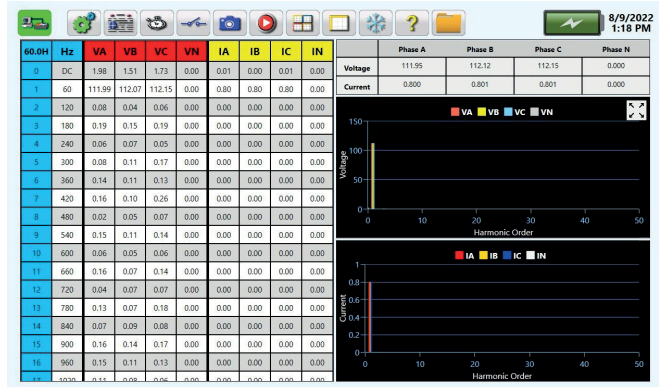 8/9/2022
1:18 PM
60.0H Hz VA VB VC VN IA IB IC IN
0 DC 1.98 1.51 1.73 0.00 0.01 0.00 0.01 0.00
1 60 111.99 112.07 112.15 0.00 0.80 0.80 0.80 0.00
2 120 0.08 0.04 0.06 0.00 0.00 0.00 0.00 0.00
3 180 0.19 0.15 0.19 0.00 0.00 0.00 0.00 0.00
4 240 0.06 0.07 0.05 0.00 0.00 0.00 0.00 0.00
5 300 0.08 0.11 0.17 0.00 0.00 0.00 0.00 0.00
6 360 0.14 0.11 0.13 0.00 0.00 0.00 0.00 0.00
7 420 0.16 0.10 0.26 0.00 0.00 0.00 0.00 0.00
8 480 0.02 0.05 0.07 0.00 0.00 0.00 0.00 0.00
9 540 0.15 0.11 0.14 0.00 0.00 0.00 0.00 0.00
10 600 0.06 0.05 0.06 0.00 0.00 0.00 0.00 0.00
11 660 0.16 0.07 0.14 0.00 0.00 0.00 0.00 0.00
12 720 0.04 0.07 0.07 0.00 0.00 0.00 0.00 0.00
13 780 0.13 0.07 0.18 0.00 0.00 0.00 0.00 0.00
14 840 0.07 0.09 0.08 0.00 0.00 0.00 0.00 0.00
15 900 0.16 0.14 0.17 0.00 0.00 0.00 0.00 0.00
16 960 0.15 0.11 0.13 0.00 0.00 0.00 0.00 0.00
Phase A Phase B Phase C Phase N
Voltage 111.95 112.12 112.15 0.000
Current 0.800 0.801 0.801 0.000
VA VB VC VN
150
100
50
0
Voltage
0 10 20 30 40 50
Harmonic Order
IA IB IC IN
1
0.8
0.6
0.4
0.2
0
Current
0 10 20 30 40 50
Harmonic Order